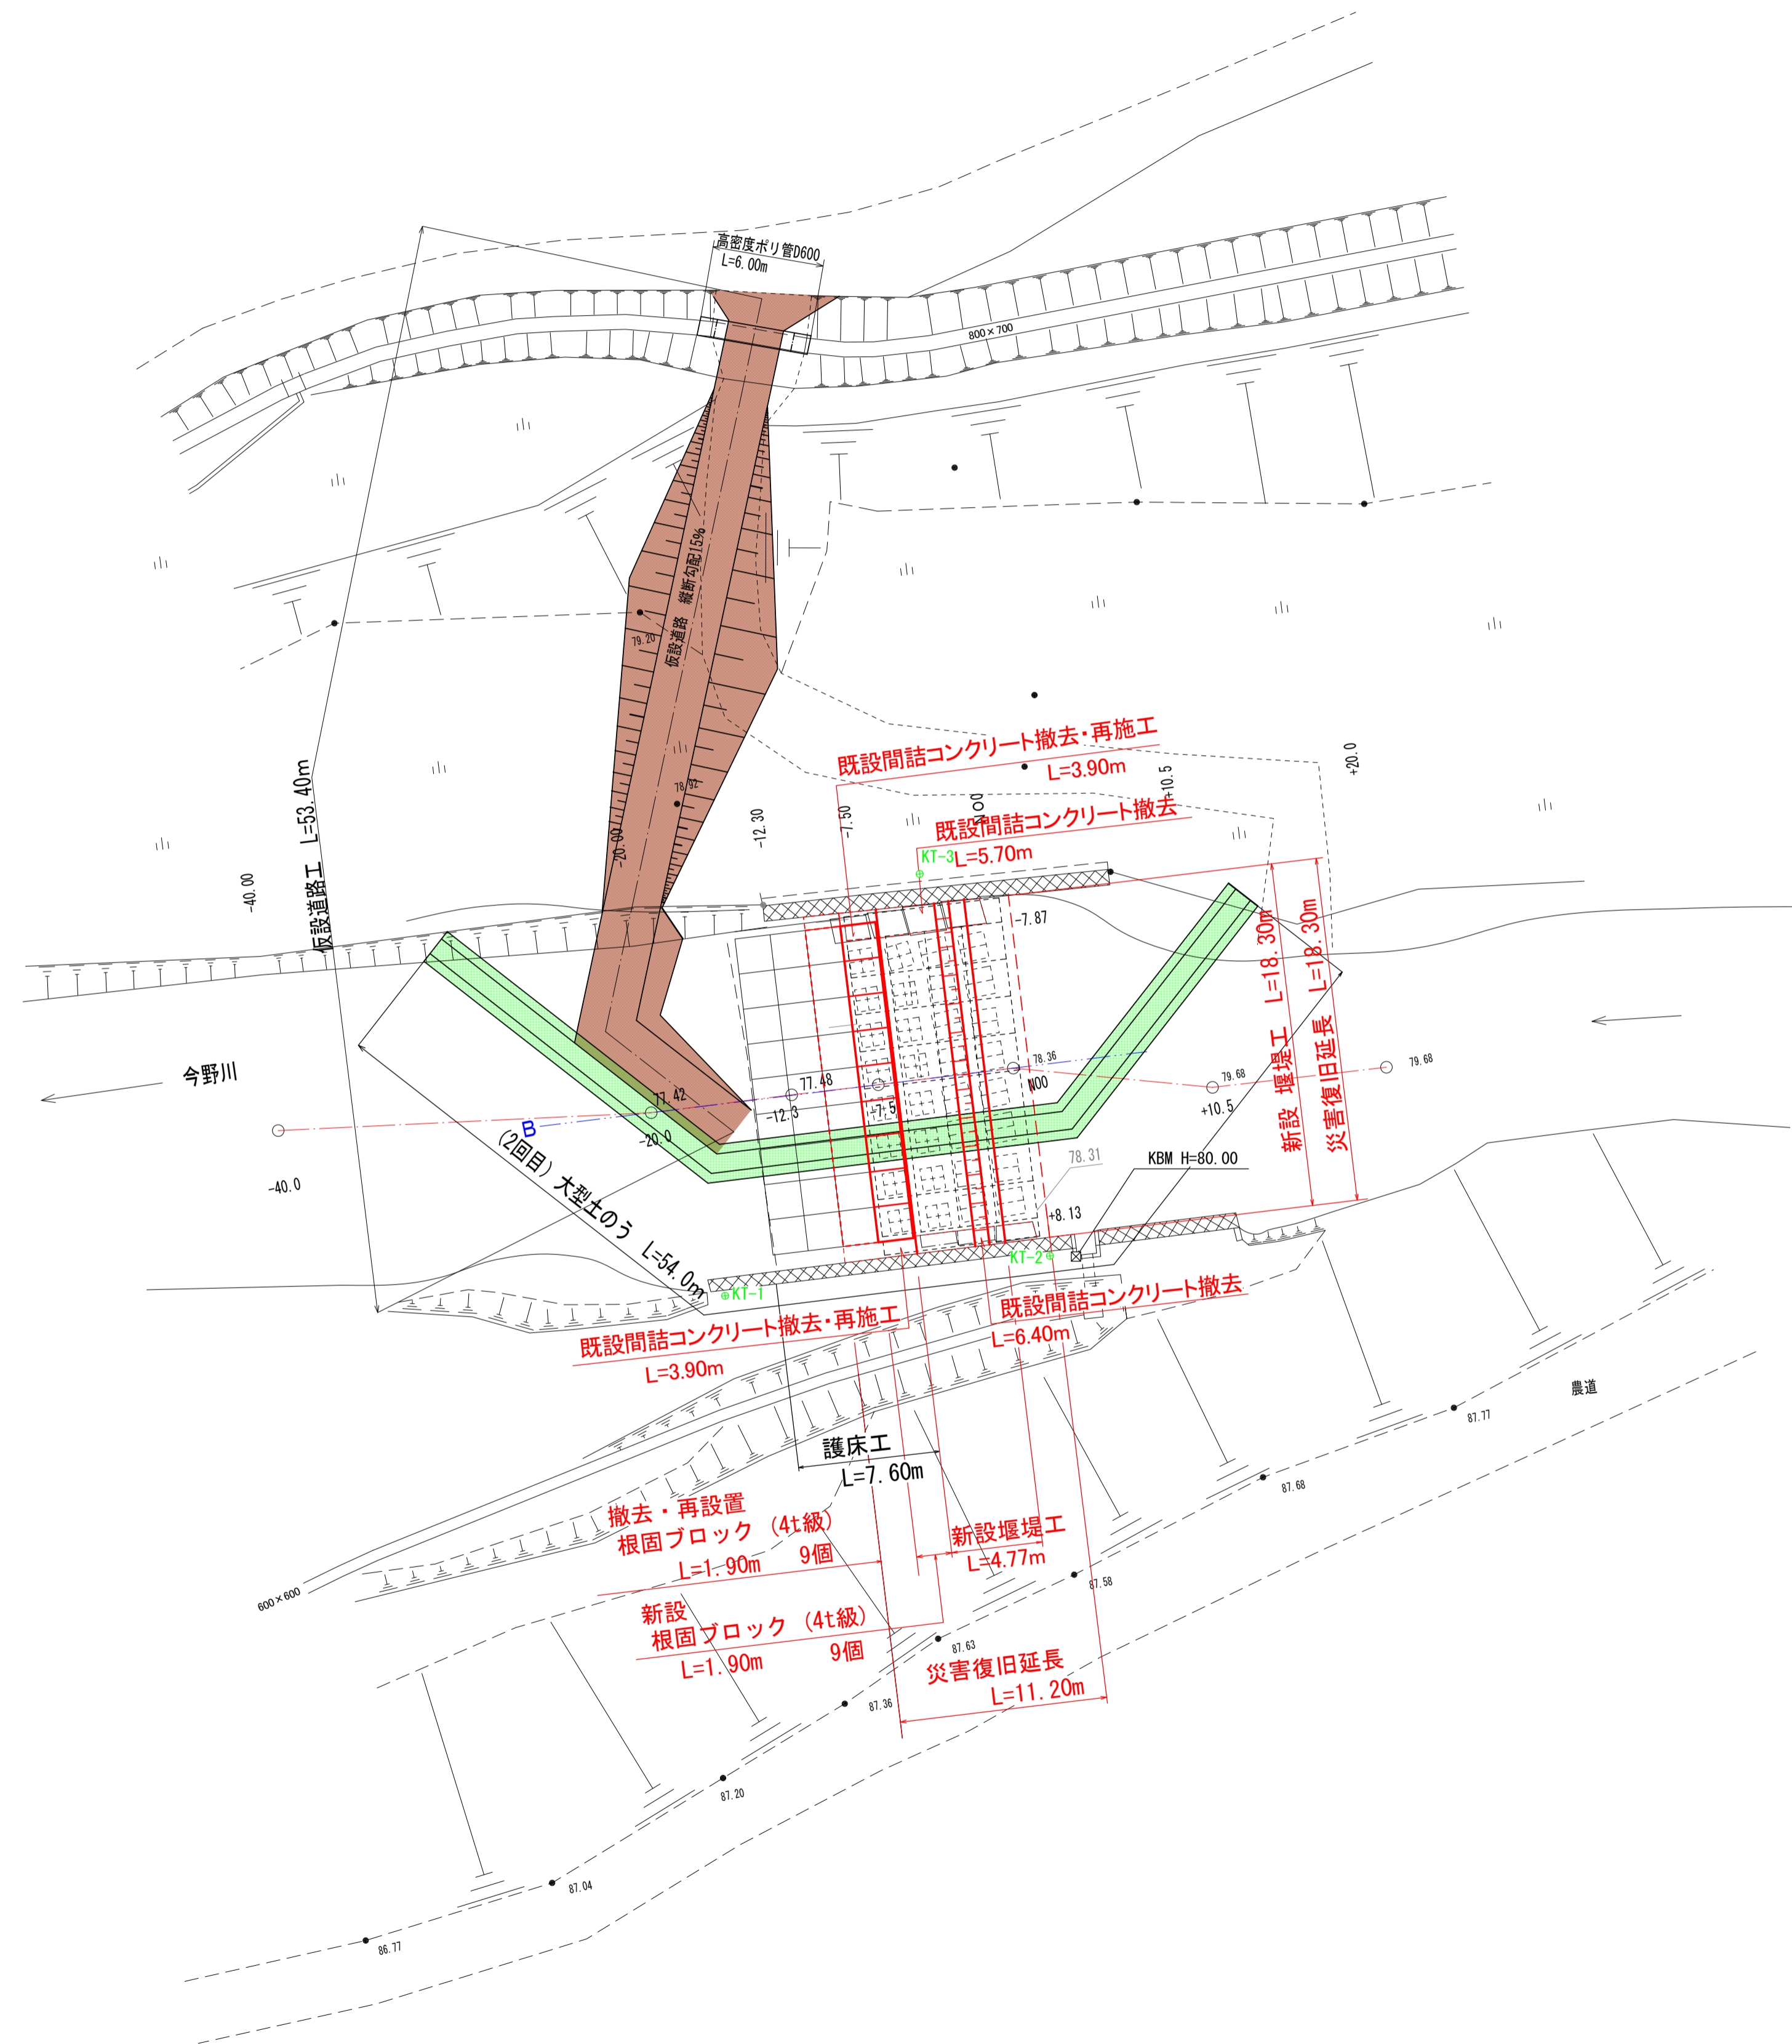 高密度ポリ管D600
L=6.00m
800×700
仮設道路　縦断勾配15%
79.20
78.92
仮設道路工　L=53.40m
既設間詰コンクリート撤去・再施工
L=3.90m
既設間詰コンクリート撤去
L=5.70m
KT-3
-40.00
-20.00
-12.30
-7.50
NO0
+10.5
+20.0
-7.87
新設 堰堤工　L=18.30m
災害復旧延長　L=18.30m
今野川
77.42
77.48
78.36
79.68
79.68
B
-40.0
-20.0
-12.3
-7.5
NO0
+10.5
(2回目) 大型土のう　L=54.0m
78.31
KBM H=80.00
+8.13
KT-2
KT-1
既設間詰コンクリート撤去・再施工
L=3.90m
既設間詰コンクリート撤去
L=6.40m
農道
護床工
L=7.60m
撤去・再設置
根固ブロック (4t級)
L=1.90m　9個
新設堰堤工
L=4.77m
新設
根固ブロック (4t級)
L=1.90m　9個
災害復旧延長
L=11.20m
600×600
87.77
87.68
87.58
87.63
87.36
87.20
87.04
86.77